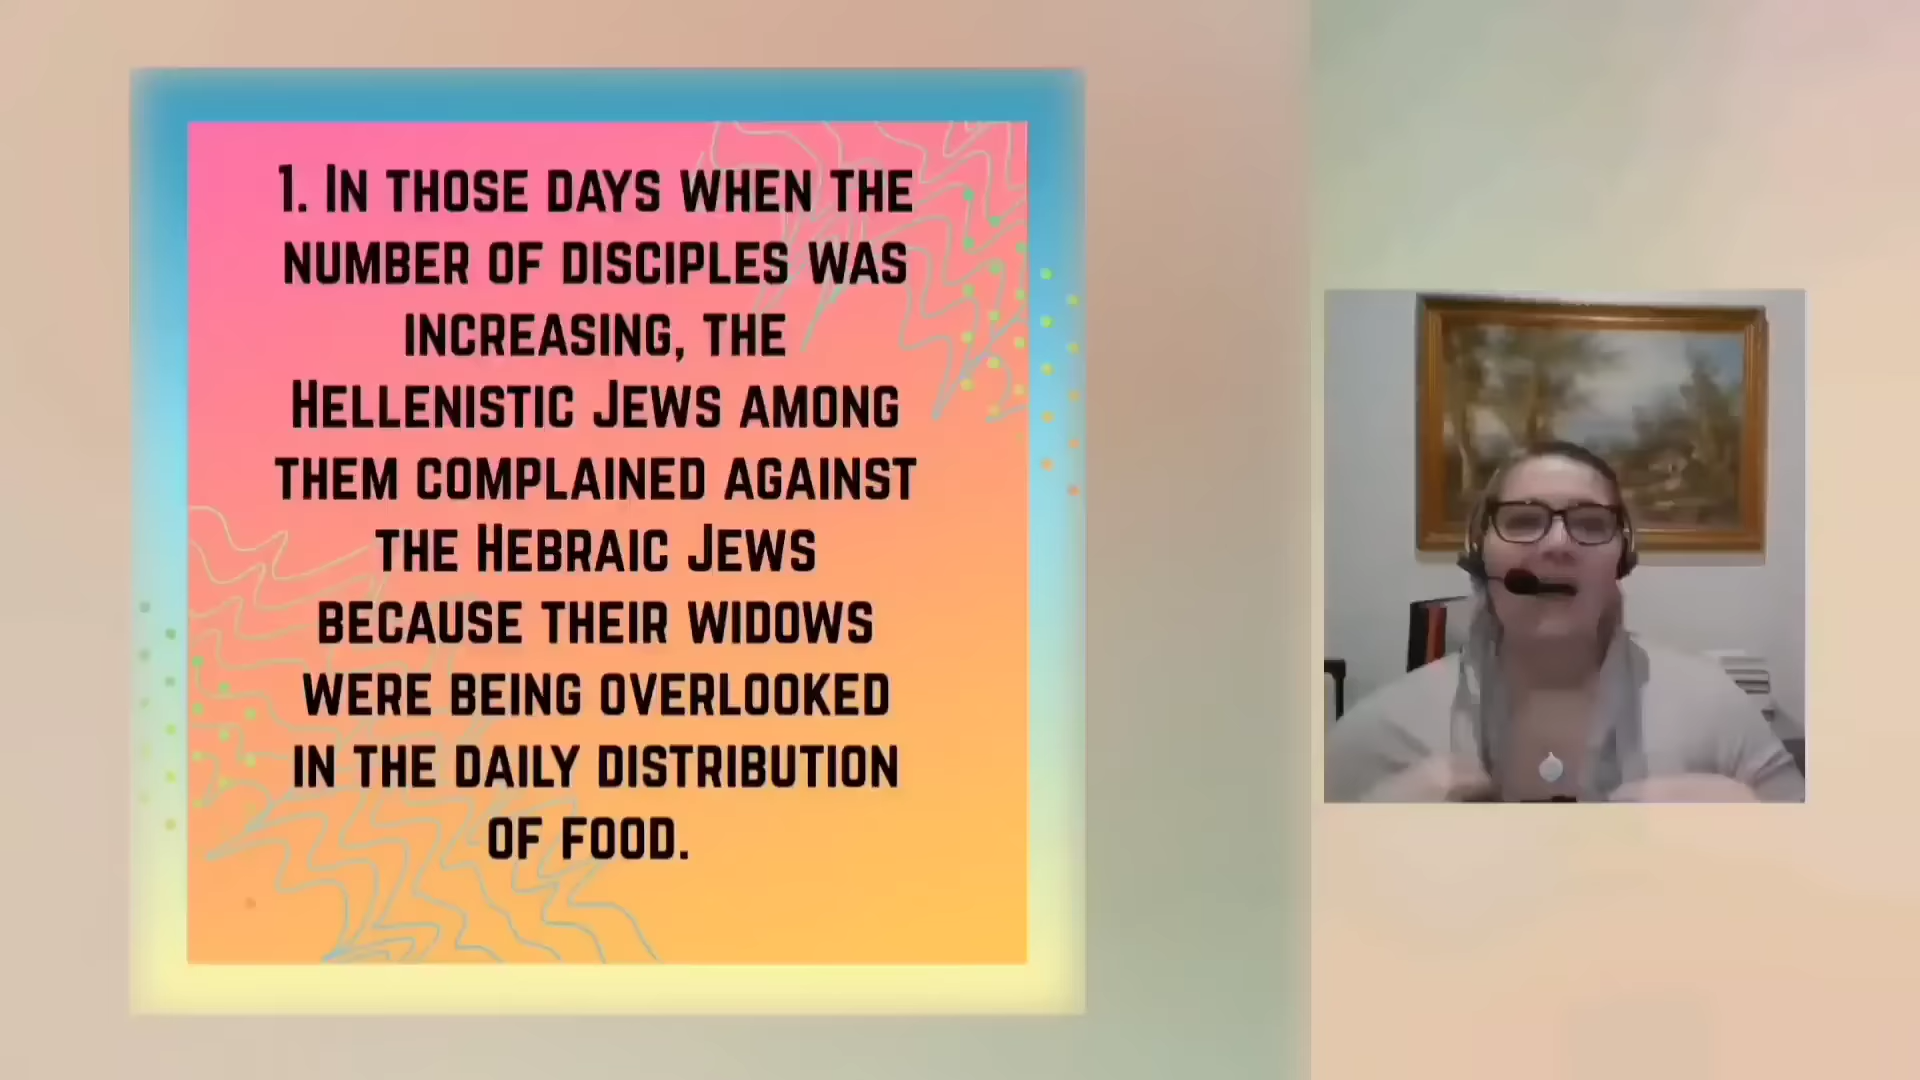 1. In those days when the
number of disciples was
increasing, the
Hellenistic Jews among
them complained against
the Hebraic Jews
because their widows
were being overlooked
in the daily distribution
of food.